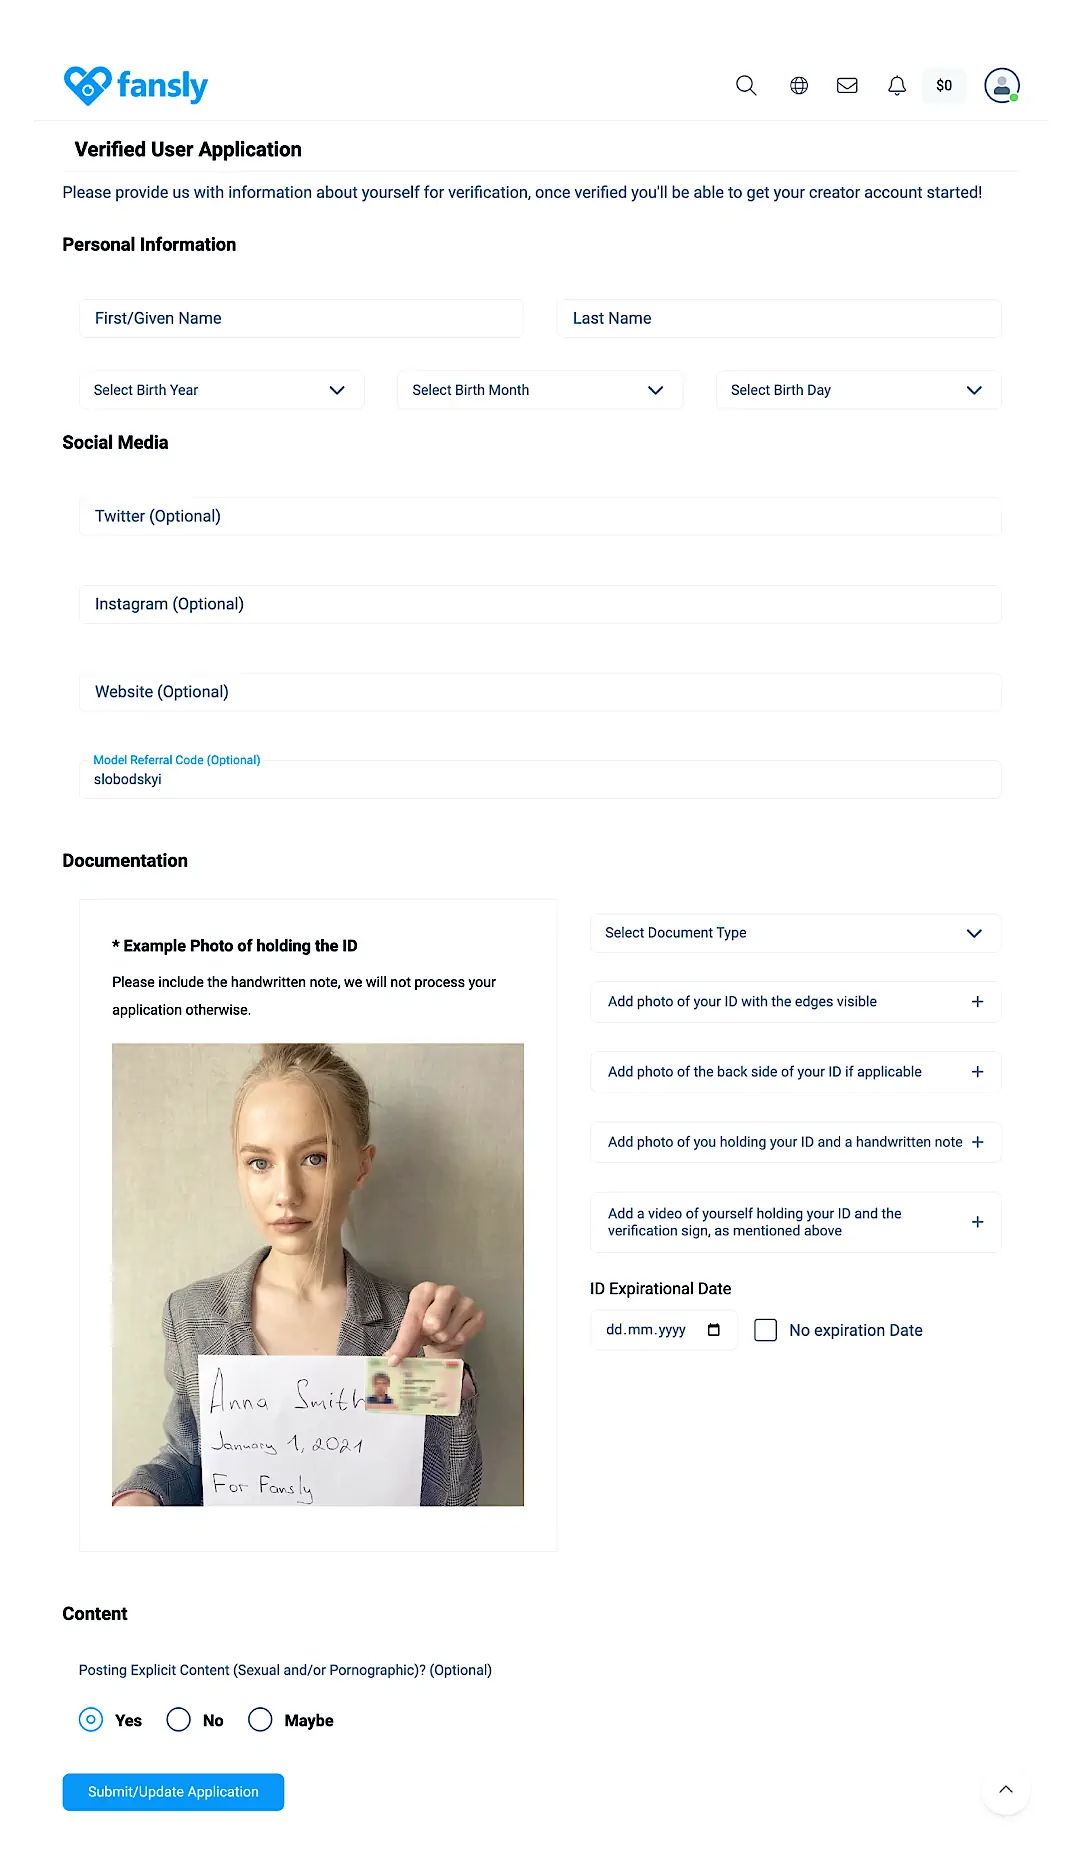 fansly
$0
Verified User Application
Please provide us with information about yourself for verification, once verified you'll be able to get your creator account started!
Personal Information
First/Given Name
Last Name
Select Birth Year
Select Birth Month
Select Birth Day
Social Media
Twitter (Optional)
Instagram (Optional)
Website (Optional)
Model Referral Code (Optional)
slobodskyi
Documentation
* Example Photo of holding the ID
Please include the handwritten note, we will not process your
application otherwise.
Anna Smith
January 1, 2021
For Fansly
Select Document Type
Add photo of your ID with the edges visible
Add photo of the back side of your ID if applicable
Add photo of you holding your ID and a handwritten note
Add a video of yourself holding your ID and the
verification sign, as mentioned above
ID Expirational Date
dd.mm.yyyy
No expiration Date
Content
Posting Explicit Content (Sexual and/or Pornographic)? (Optional)
Yes
No
Maybe
Submit/Update Application